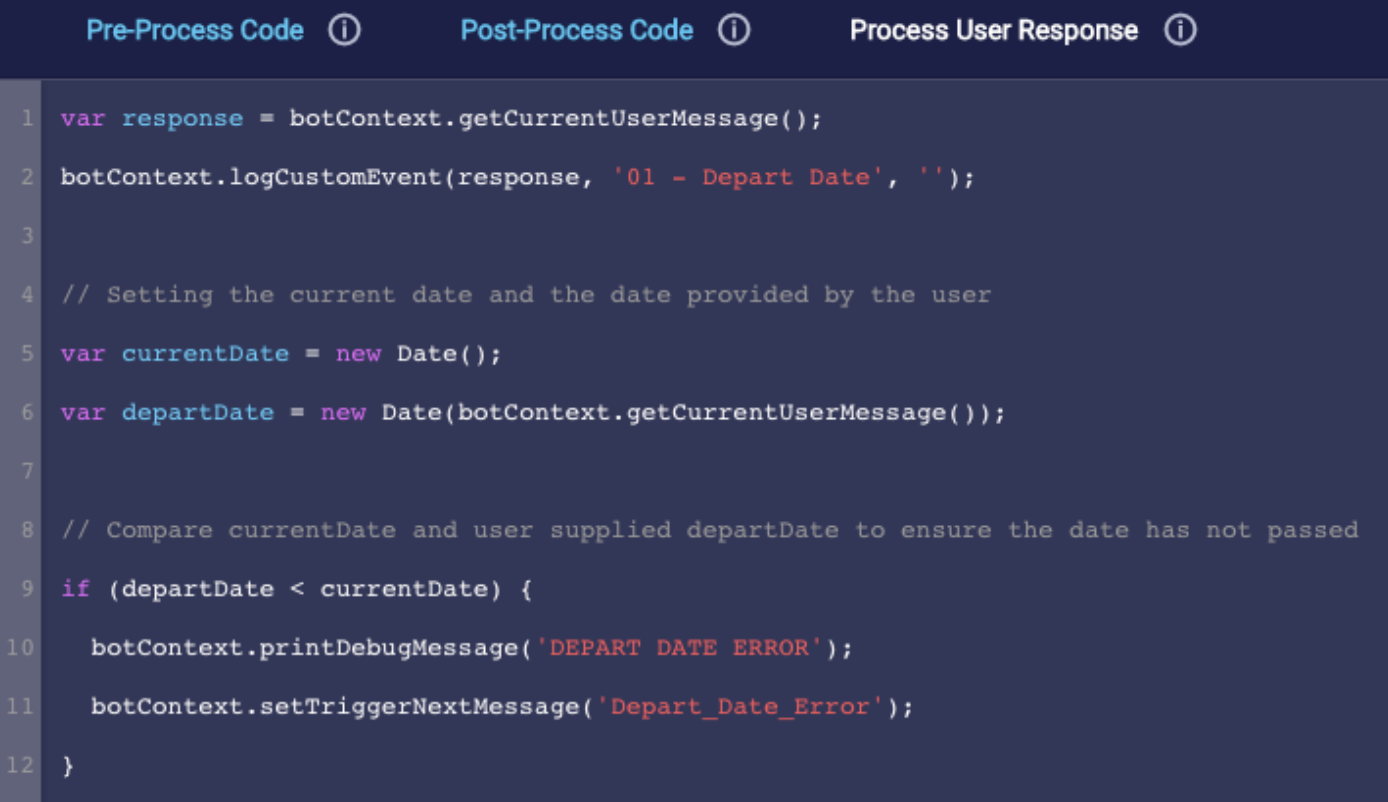 Pre-Process Code ⓘ Post-Process Code ⓘ Process User Response ⓘ
1 var response = botContext.getCurrentUserMessage();
2 botContext.logCustomEvent(response, '01 - Depart Date', '');
3
4 // Setting the current date and the date provided by the user
5 var currentDate = new Date();
6 var departDate = new Date(botContext.getCurrentUserMessage());
7
8 // Compare currentDate and user supplied departDate to ensure the date has not passed
9 if (departDate < currentDate) {
10   botContext.printDebugMessage('DEPART DATE ERROR');
11   botContext.setTriggerNextMessage('Depart_Date_Error');
12 }